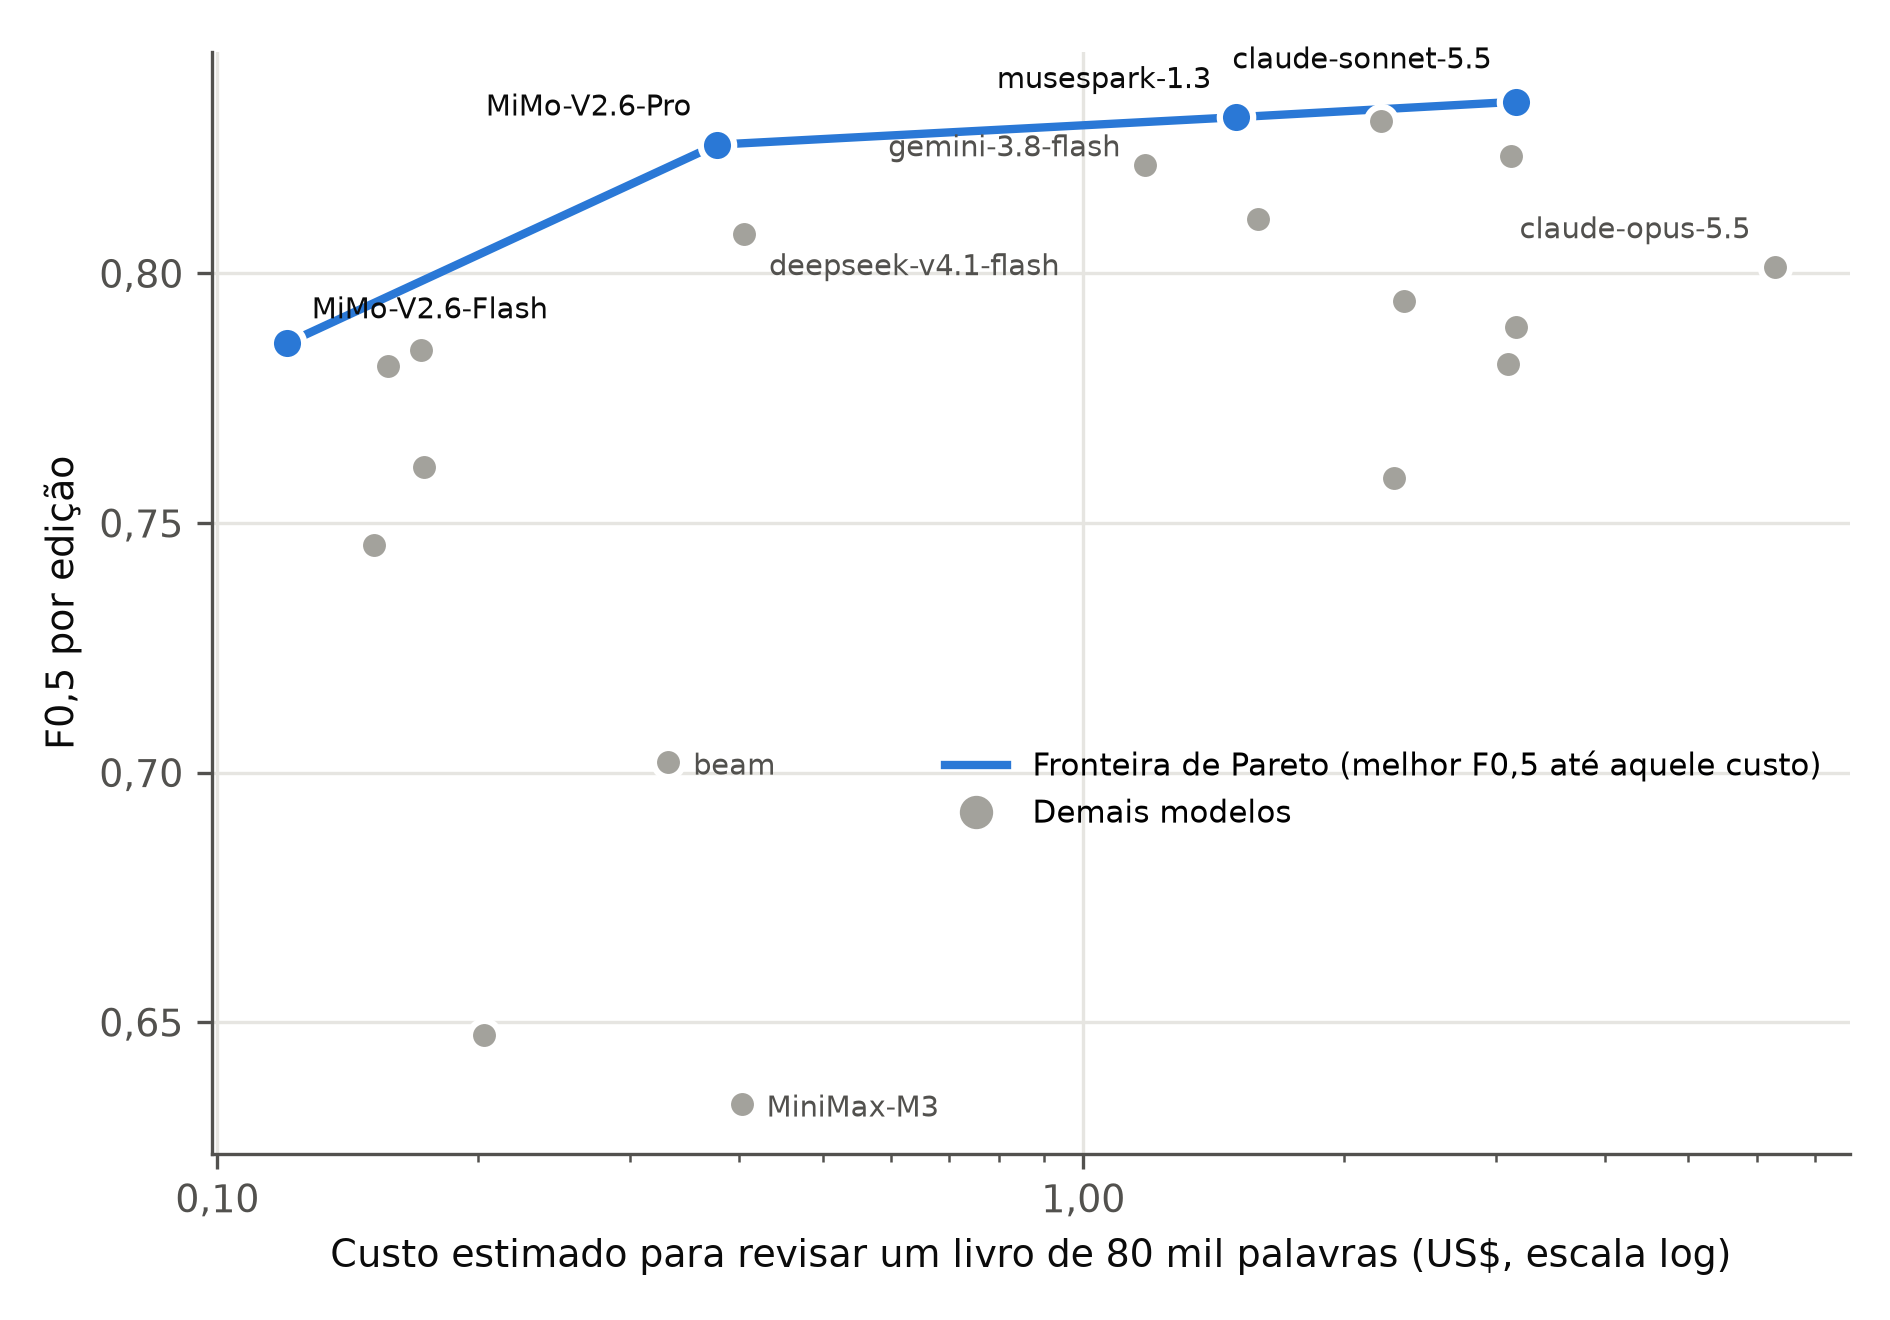 claude-sonnet-5.5
musespark-1.3
MiMo-V2.6-Pro
gemini-3.8-flash
claude-opus-5.5
deepseek-v4.1-flash
MiMo-V2.6-Flash
beam
MiniMax-M3
Fronteira de Pareto (melhor F0,5 até aquele custo)
Demais modelos
F0,5 por edição
0,80
0,75
0,70
0,65
0,10
1,00
Custo estimado para revisar um livro de 80 mil palavras (US$, escala log)